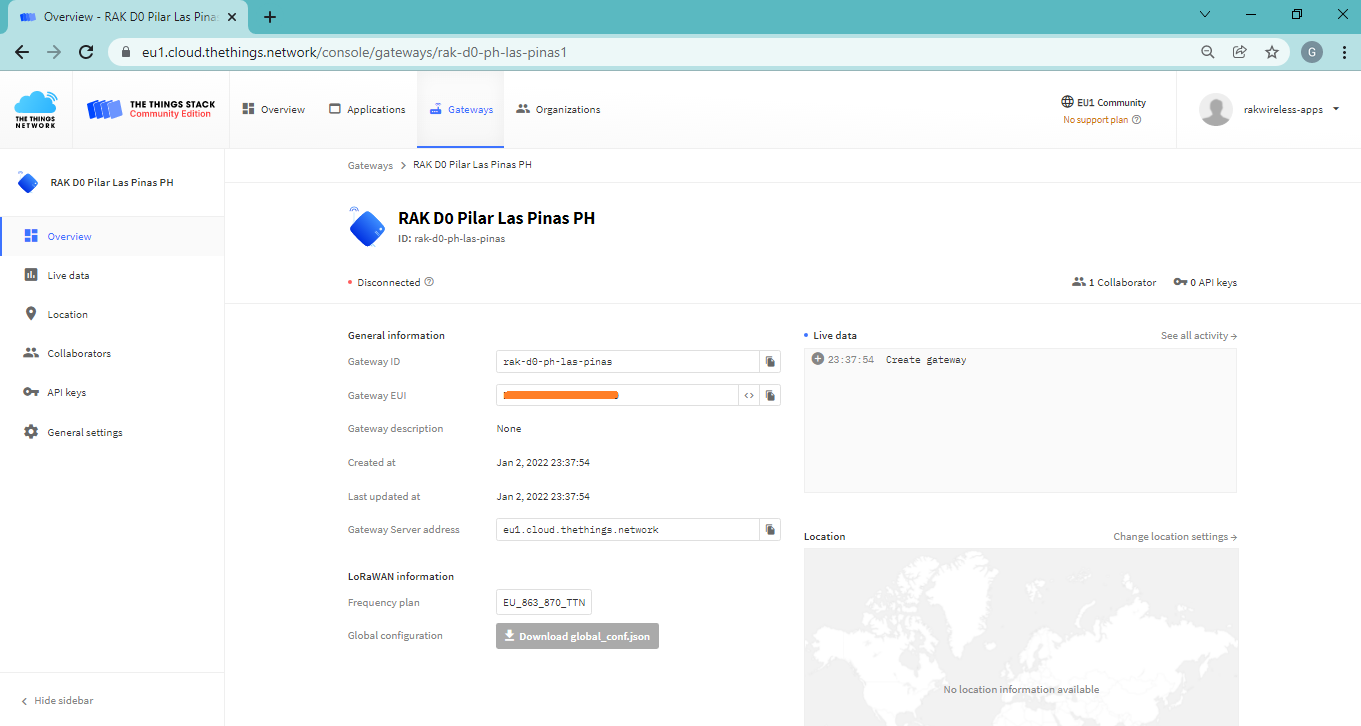 Overview - RAK D0 Pilar Las Pina
eu1.cloud.thethings.network/console/gateways/rak-d0-ph-las-pinas1
G
THE THINGS
NETWORK
THE THINGS STACK
Community Edition
Overview
Applications
Gateways
Organizations
EU1 Community
No support plan
rakwireless-apps
RAK D0 Pilar Las Pinas PH
Overview
Live data
Location
Collaborators
API keys
General settings
Hide sidebar
Gateways > RAK D0 Pilar Las Pinas PH
RAK D0 Pilar Las Pinas PH
ID: rak-d0-ph-las-pinas
Disconnected
1 Collaborator
0 API keys
General information
Gateway ID
rak-d0-ph-las-pinas
Gateway EUI
<>
Gateway description
None
Created at
Jan 2, 2022 23:37:54
Last updated at
Jan 2, 2022 23:37:54
Gateway Server address
eu1.cloud.thethings.network
LoRaWAN information
Frequency plan
EU_863_870_TTN
Global configuration
Download global_conf.json
Live data
See all activity →
23:37:54 Create gateway
Location
Change location settings →
No location information available